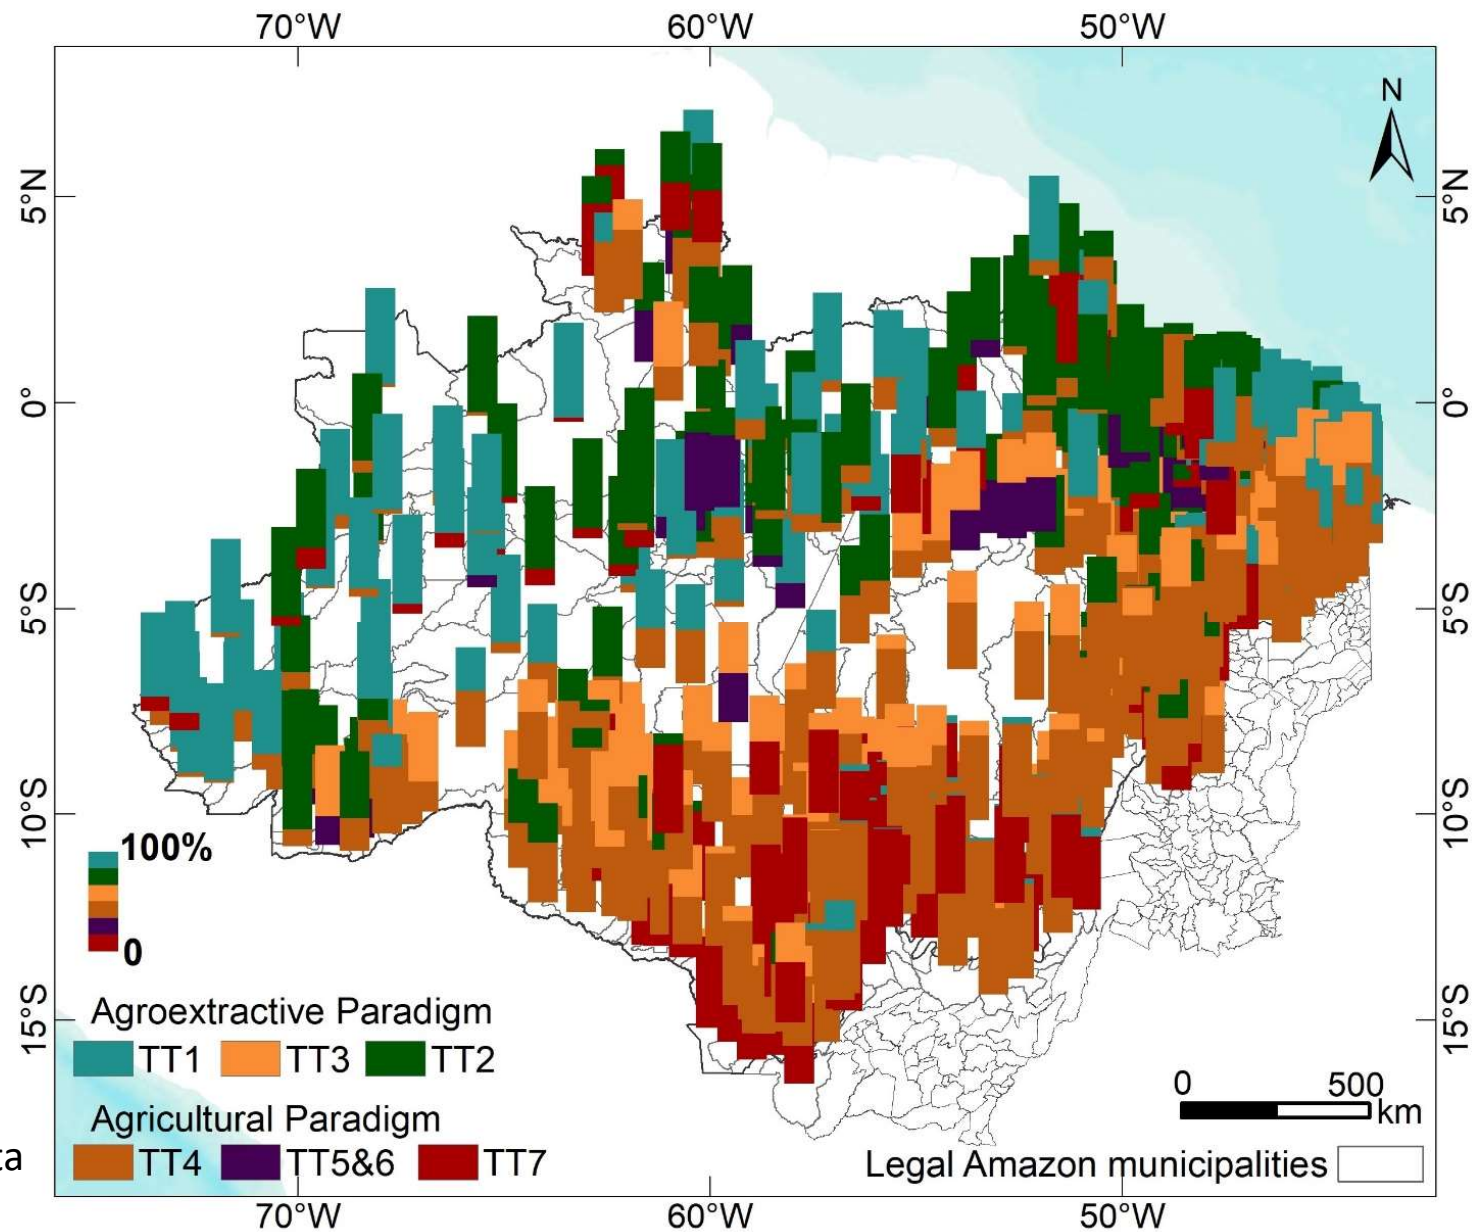 70°W 60°W 50°W
N
5°N 5°N
0° 0°
5°S 5°S
10°S 10°S
100%
0
15°S 15°S
Agroextractive Paradigm
TT1 TT3 TT2
Agricultural Paradigm
TT4 TT5&6 TT7
0 500 km
Legal Amazon municipalities
70°W 60°W 50°W